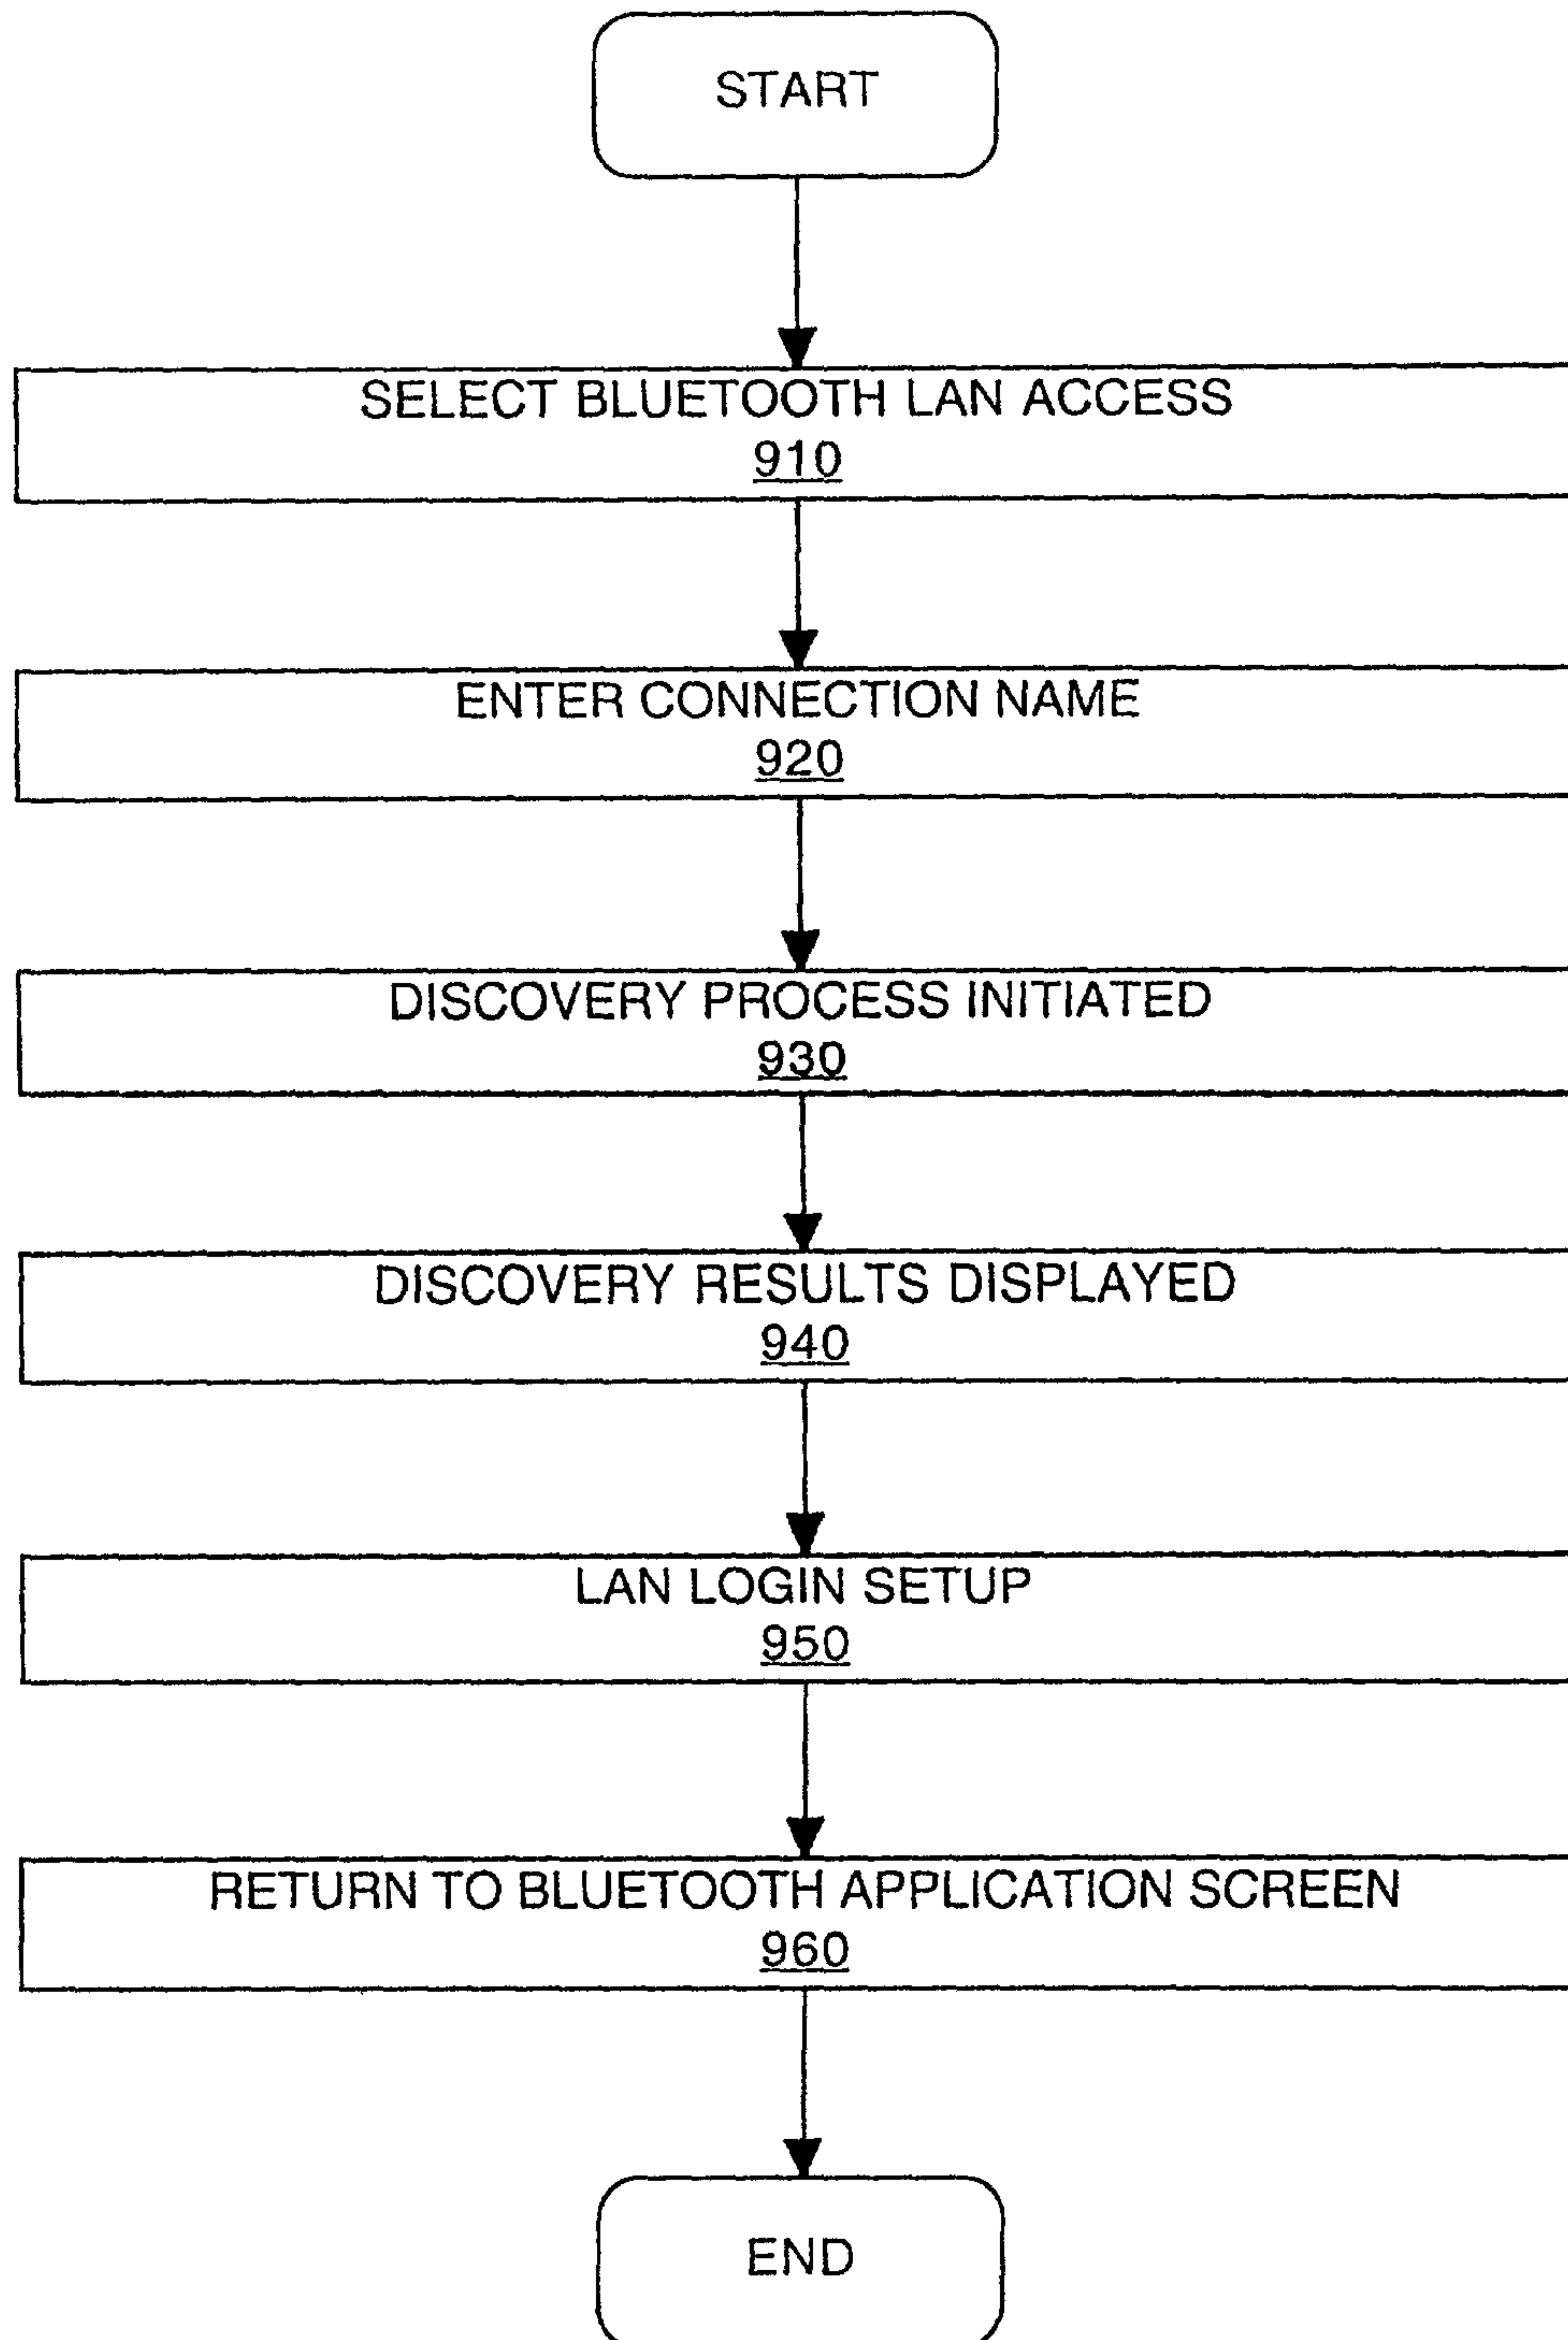 START
SELECT BLUETOOTH LAN ACCESS
910
ENTER CONNECTION NAME
920
DISCOVERY PROCESS INITIATED
930
DISCOVERY RESULTS DISPLAYED
940
LAN LOGIN SETUP
950
RETURN TO BLUETOOTH APPLICATION SCREEN
960
END